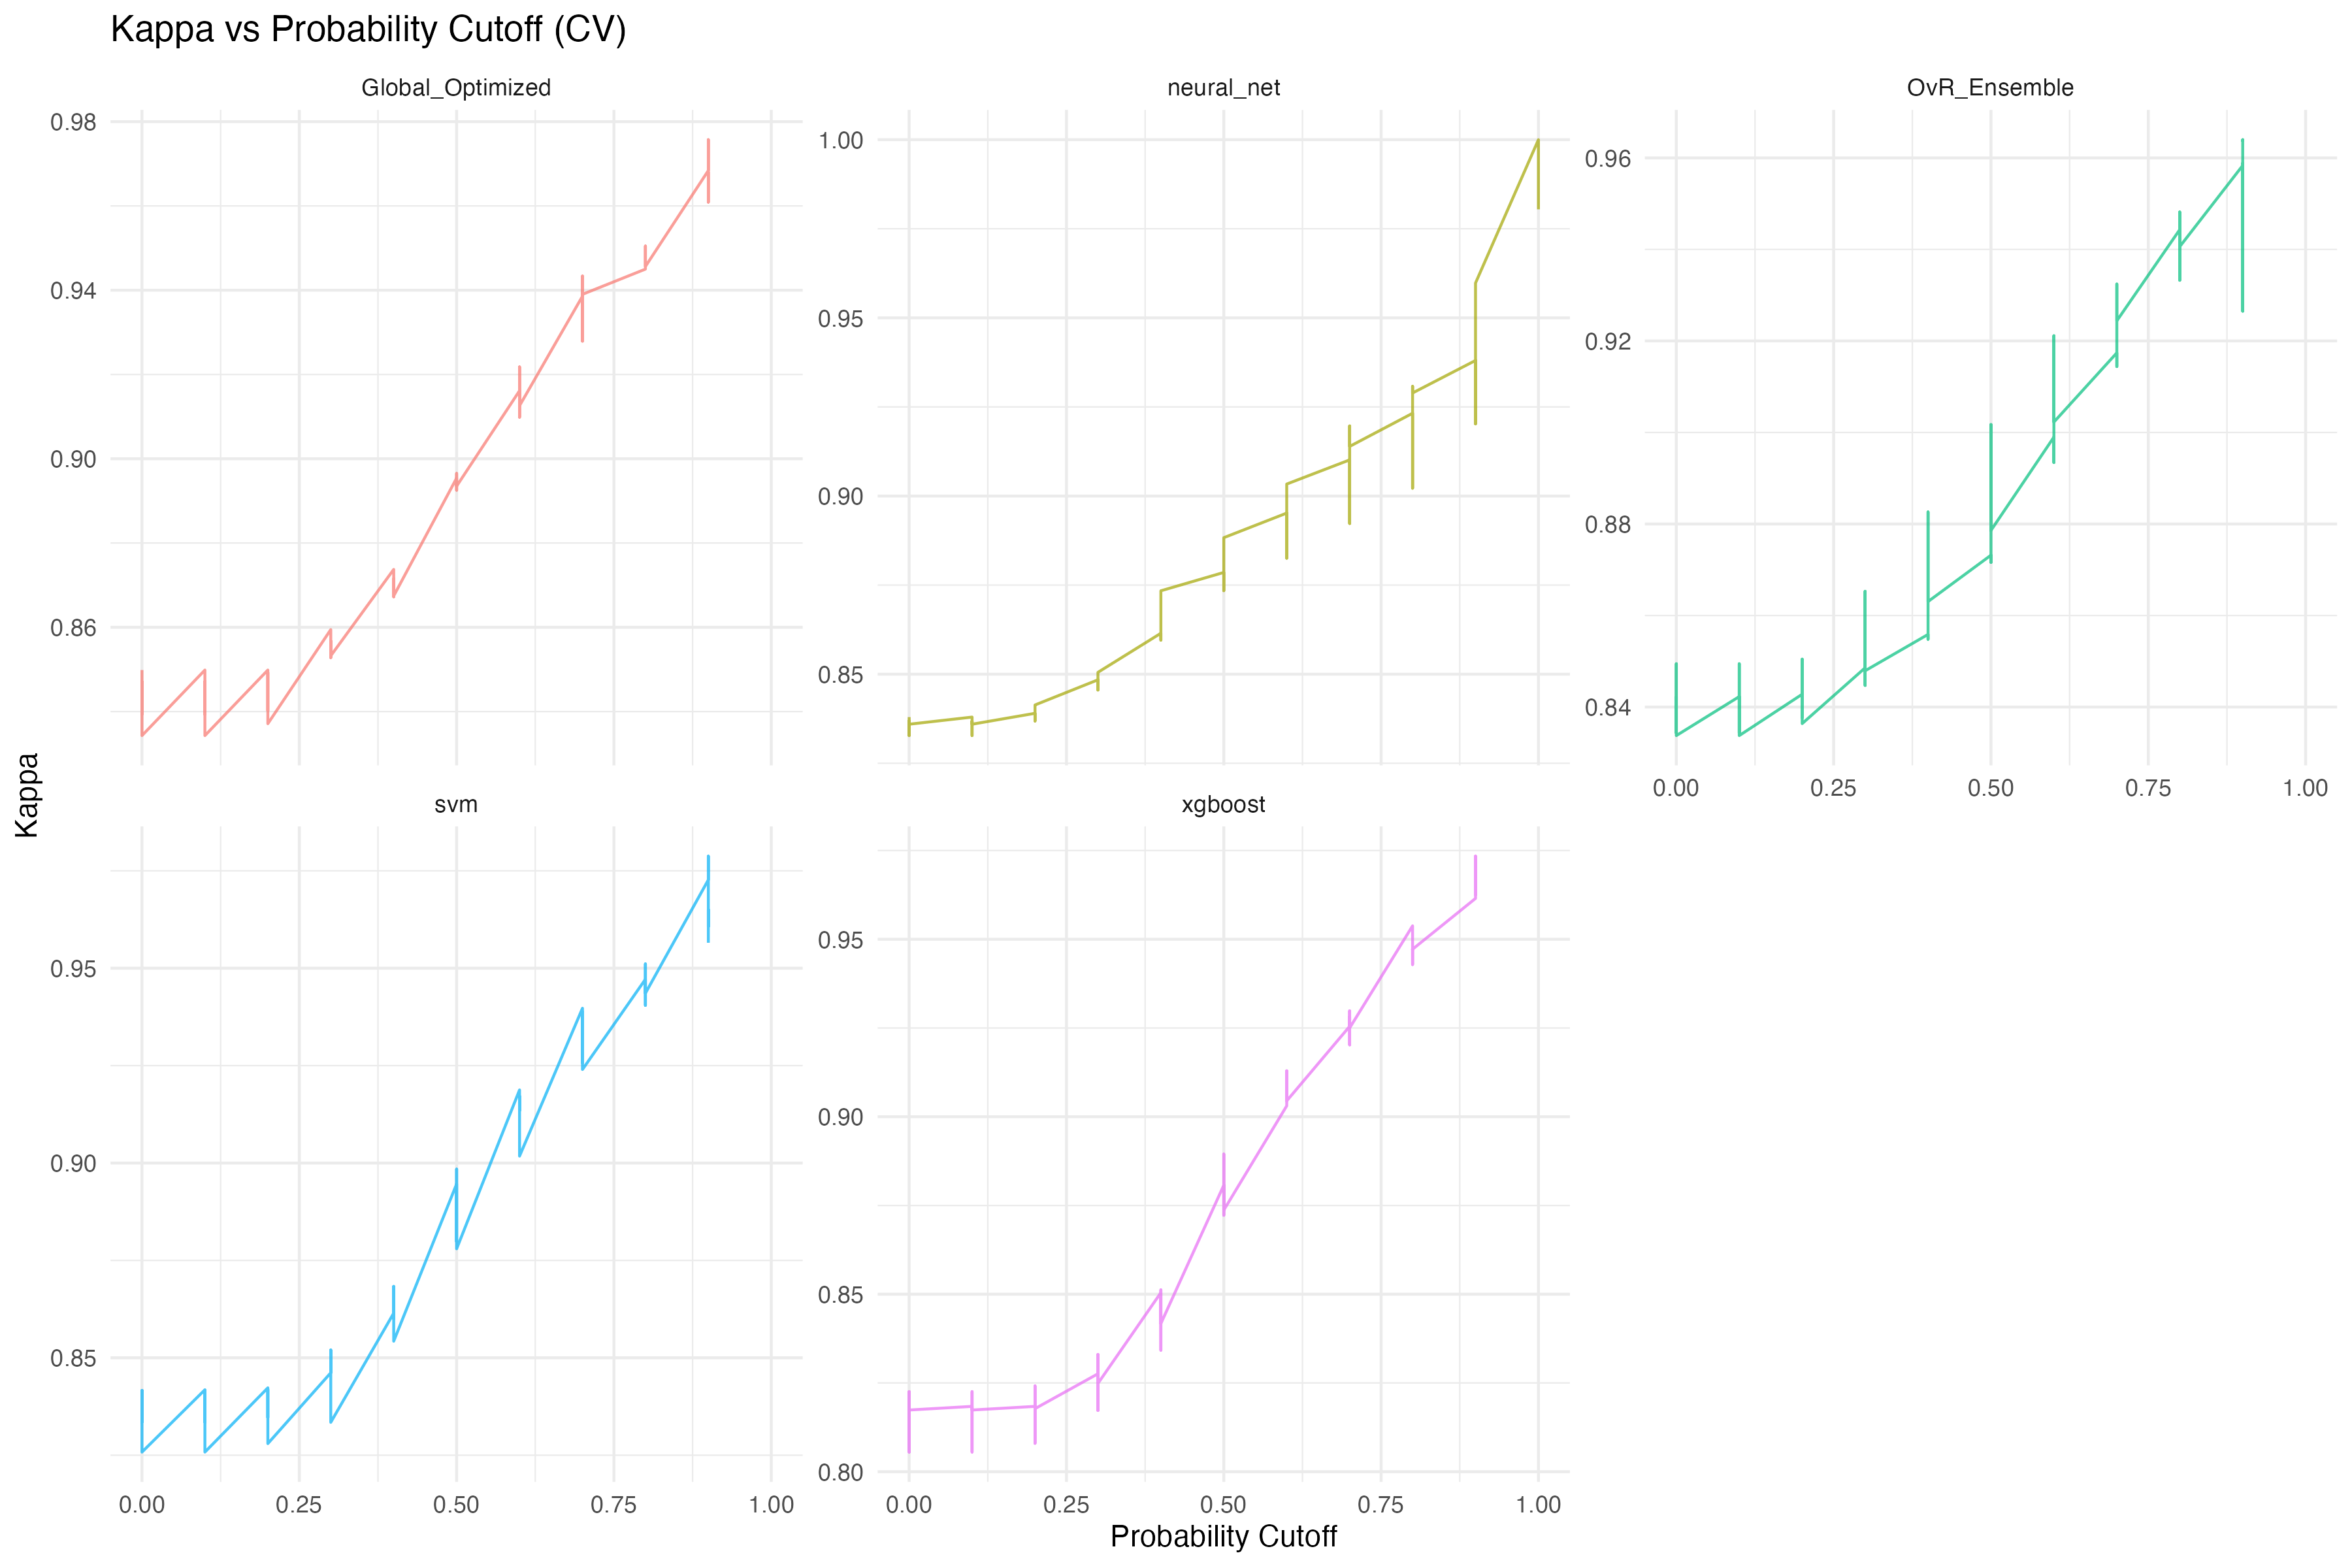 Kappa vs Probability Cutoff (CV)
Global_Optimized
neural_net
OvR_Ensemble
0.98
0.94
0.90
0.86
1.00
0.95
0.90
0.85
0.96
0.92
0.88
0.84
0.00 0.25 0.50 0.75 1.00
Kappa
svm
xgboost
0.95
0.90
0.85
0.95
0.90
0.85
0.80
0.00 0.25 0.50 0.75 1.00
0.00 0.25 0.50 0.75 1.00
Probability Cutoff